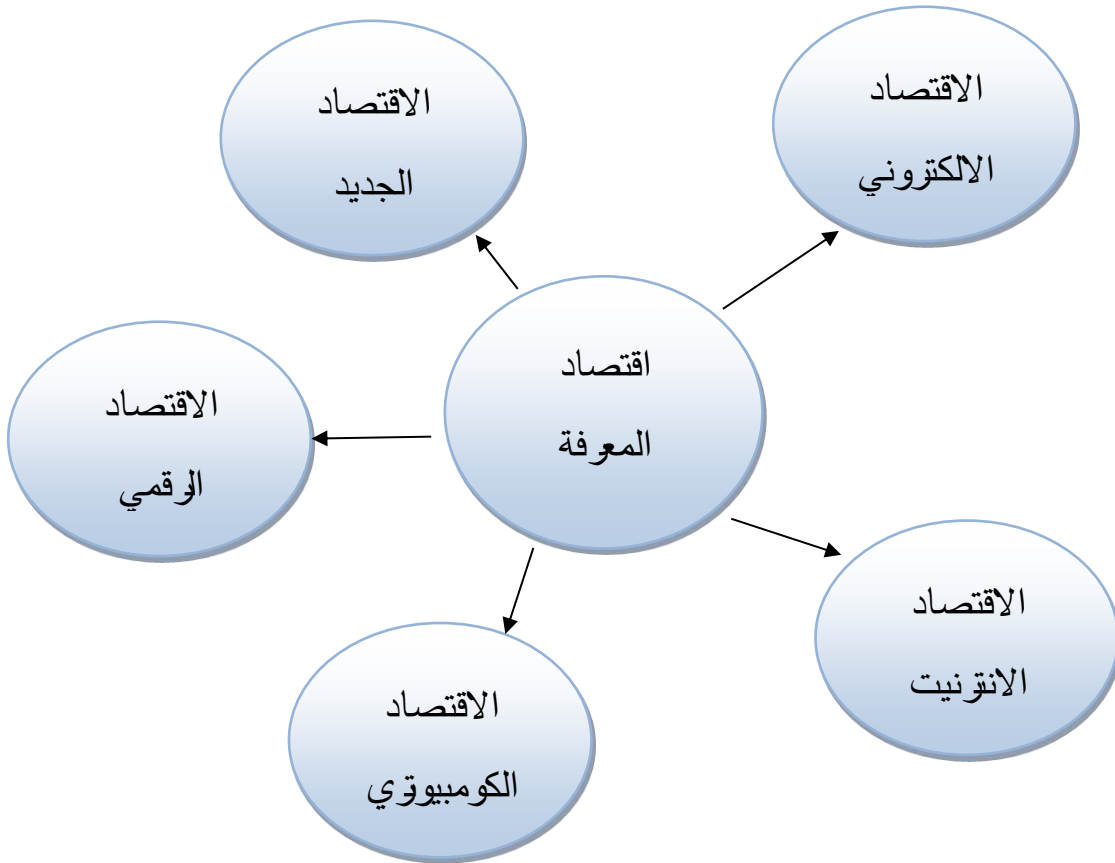 الاقتصاد
الالكتروني
الاقتصاد
الجديد
اقتصاد
المعرفة
الاقتصاد
الرقمي
الاقتصاد
الانترنيت
الاقتصاد
الكومبيوتري